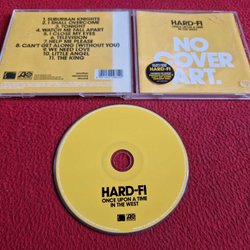 1. SUBURBAN KNIGHTS
2. I SHALL OVERCOME
3. TONIGHT
4. WATCH ME FALL APART
5. I CLOSE MY EYES
6. TELEVISION
7. HELP ME PLEASE
8. CAN'T GET ALONG (WITHOUT YOU)
9. WE NEED LOVE
10. LITTLE ANGEL
11. THE KING
HARD-FI
ONCE UPON A TIME
IN THE WEST
NO
COVER
ART.
HARD-FI
HARD-FI
ONCE UPON A TIME
IN THE WEST